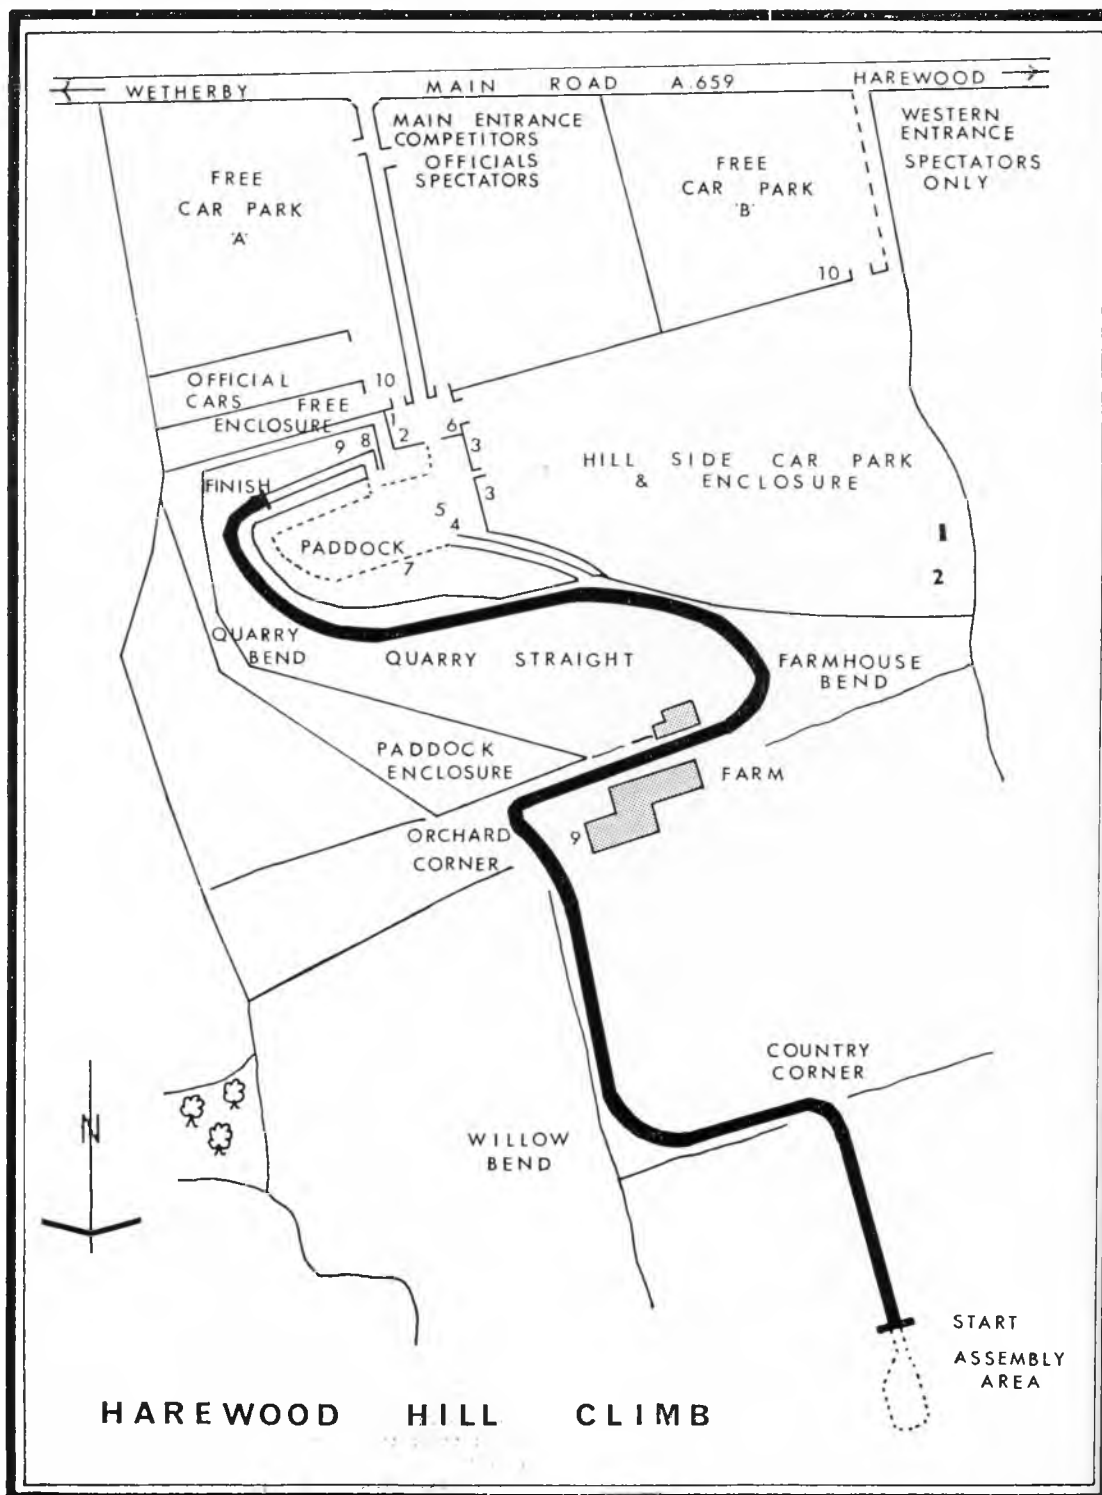 WETHERBY MAIN ROAD A.659 HAREWOOD
MAIN ENTRANCE
COMPETITORS
OFFICIALS
SPECTATORS
WESTERN
ENTRANCE
SPECTATORS
ONLY
FREE
CAR PARK
'A'
FREE
CAR PARK
'B'
10
OFFICIAL
CARS
10
FREE
ENCLOSURE
1
2
6
3
3
8
9
5
4
7
HILL SIDE CAR PARK
& ENCLOSURE
1
2
FINISH
PADDOCK
QUARRY
BEND
QUARRY STRAIGHT
FARMHOUSE
BEND
PADDOCK
ENCLOSURE
FARM
9
ORCHARD
CORNER
COUNTRY
CORNER
WILLOW
BEND
N
START
ASSEMBLY
AREA
HAREWOOD HILL CLIMB